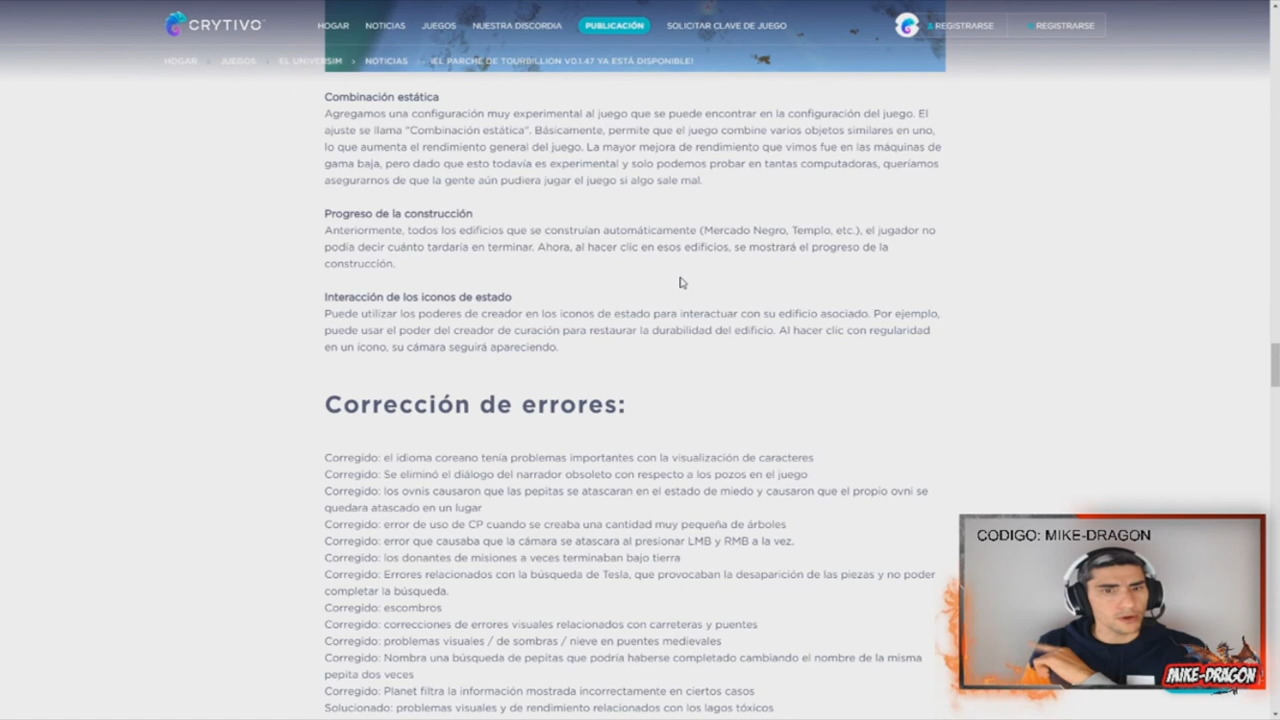 CRYTIVO
HOGAR
NOTICIAS
JUEGOS
NUESTRA DISCORDIA
PUBLICACIÓN
SOLICITAR CLAVE DE JUEGO
REGISTRARSE
REGISTRARSE
HOGAR > JUEGOS > EL UNIVERSIM > NOTICIAS > ¡EL PARCHE DE TOURBILLION V0.1.47 YA ESTÁ DISPONIBLE!
Combinación estática
Agregamos una configuración muy experimental al juego que se puede encontrar en la configuración del juego. El
ajuste se llama "Combinación estática". Básicamente, permite que el juego combine varios objetos similares en uno,
lo que aumenta el rendimiento general del juego. La mayor mejora de rendimiento que vimos fue en las máquinas de
gama baja, pero dado que esto todavía es experimental y solo podemos probar en tantas computadoras, queríamos
asegurarnos de que la gente aún pudiera jugar el juego si algo sale mal.
Progreso de la construcción
Anteriormente, todos los edificios que se construían automáticamente (Mercado Negro, Templo, etc.), el jugador no
podía decir cuánto tardaría en terminar. Ahora, al hacer clic en esos edificios, se mostrará el progreso de la
construcción.
Interacción de los iconos de estado
Puede utilizar los poderes de creador en los iconos de estado para interactuar con su edificio asociado. Por ejemplo,
puede usar el poder del creador de curación para restaurar la durabilidad del edificio. Al hacer clic con regularidad
en un ícono, su cámara seguirá apareciendo.
Corrección de errores:
Corregido: el idioma coreano tenía problemas importantes con la visualización de caracteres
Corregido: Se eliminó el diálogo del narrador obsoleto con respecto a los pozos en el juego
Corregido: los ovnis causaron que las pepitas se atascaran en el estado de miedo y causaron que el propio ovni se
quedara atascado en un lugar
Corregido: error de uso de CP cuando se creaba una cantidad muy pequeña de árboles
Corregido: error que causaba que la cámara se atascara al presionar LMB y RMB a la vez.
Corregido: los donantes de misiones a veces terminaban bajo tierra
Corregido: Errores relacionados con la búsqueda de Tesla, que provocaban la desaparición de las piezas y no poder
completar la búsqueda.
Corregido: escombros
Corregido: correcciones de errores visuales relacionados con carreteras y puentes
Corregido: problemas visuales / de sombras / nieve en puentes medievales
Corregido: Nombra una búsqueda de pepitas que podría haberse completado cambiando el nombre de la misma
pepita dos veces
Corregido: Planet filtra la información mostrada incorrectamente en ciertos casos
Solucionado: problemas visuales y de rendimiento relacionados con los lagos tóxicos
CODIGO: MIKE-DRAGON
MIKE-DRAGON